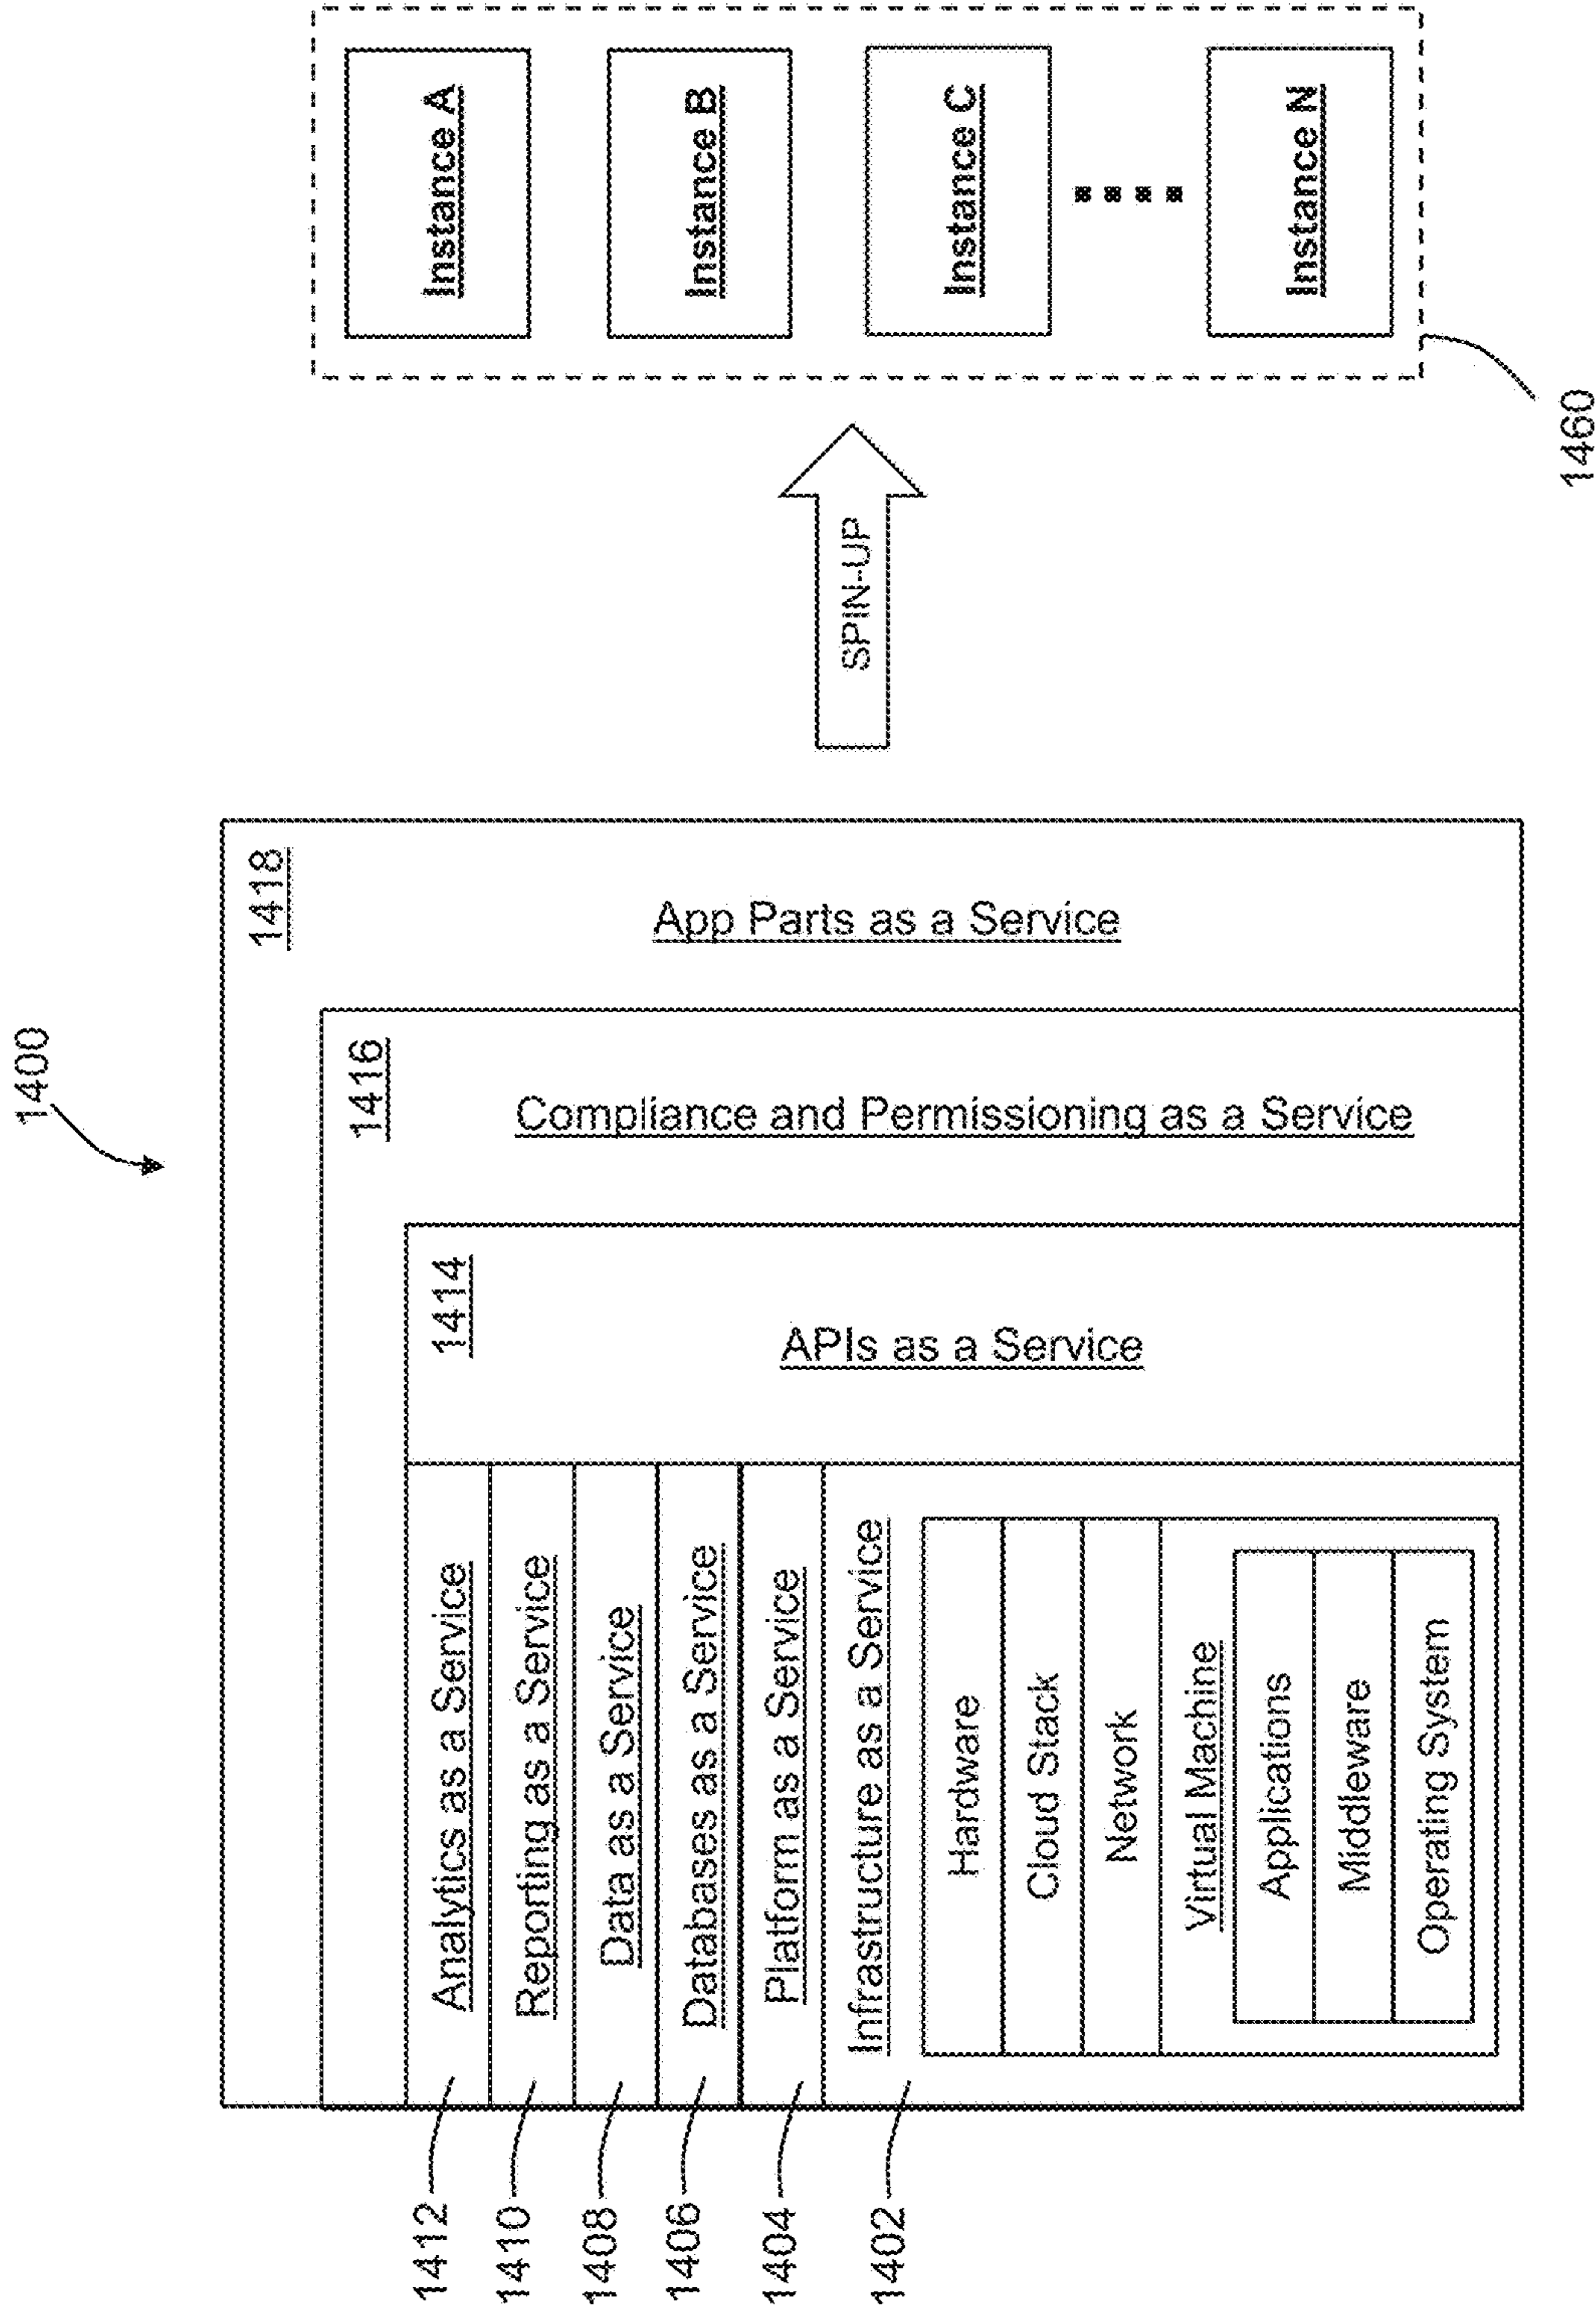 1400
1418
App Parts as a Service
1416
Compliance and Permissioning as a Service
1414
APIs as a Service
1412
Analytics as a Service
1410
Reporting as a Service
1408
Data as a Service
1406
Databases as a Service
1404
Platform as a Service
1402
Infrastructure as a Service
Hardware
Cloud Stack
Network
Virtual Machine
Applications
Middleware
Operating System
SPIN-UP
Instance A
Instance B
Instance C
Instance N
1460